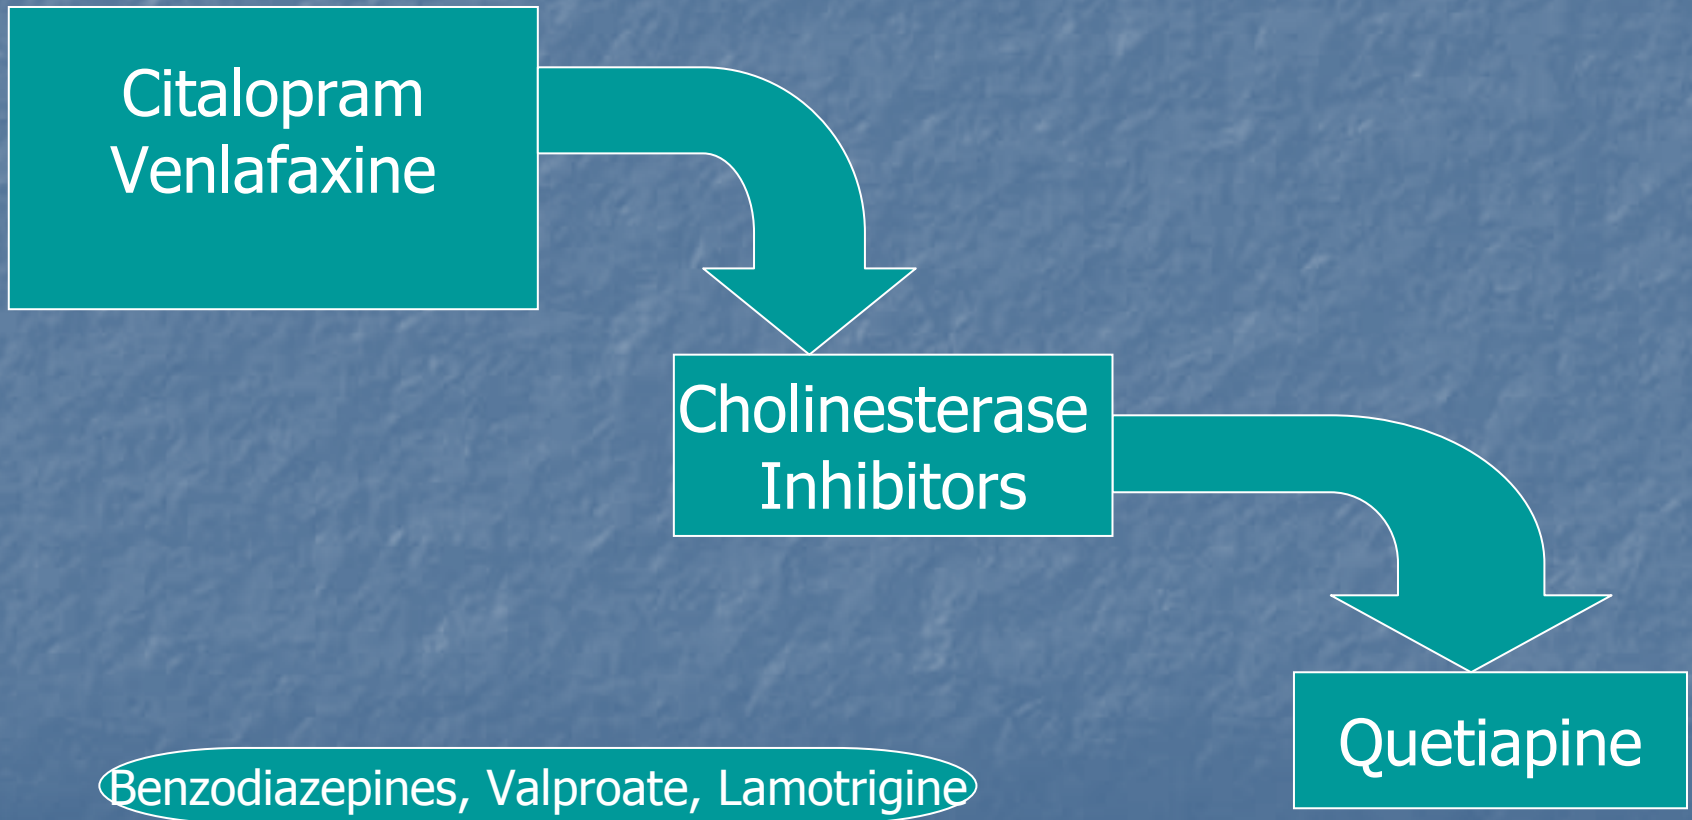 Citalopram
Venlafaxine
Cholinesterase
Inhibitors
Quetiapine
Benzodiazepines, Valproate, Lamotrigine